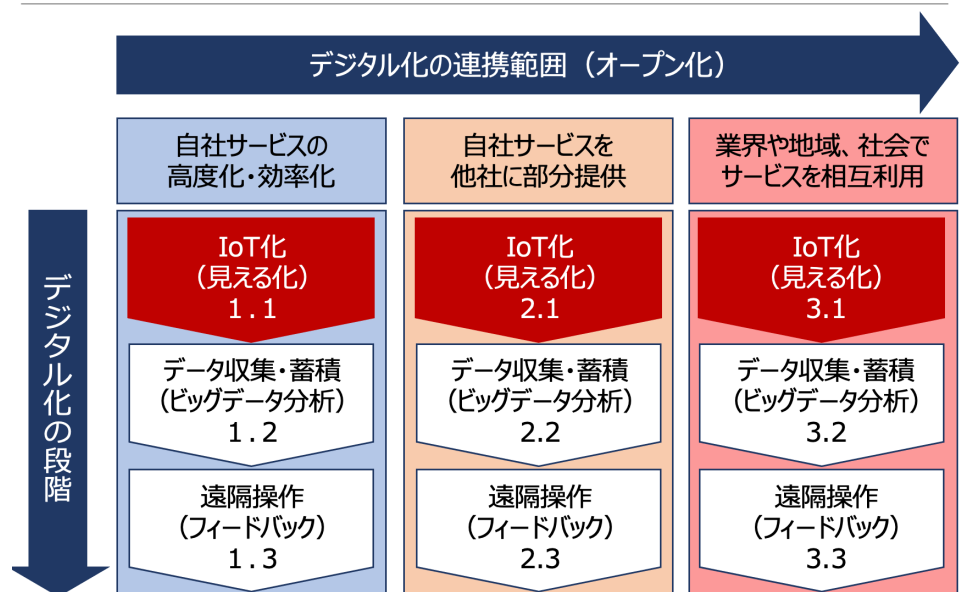 デジタル化の連携範囲（オープン化）
自社サービスの
高度化・効率化
自社サービスを
他社に部分提供
業界や地域、社会で
サービスを相互利用
デジタル化の段階
IoT化
（見える化）
1．1
IoT化
（見える化）
2.1
IoT化
（見える化）
3.1
データ収集・蓄積
（ビッグデータ分析）
1．2
データ収集・蓄積
（ビッグデータ分析）
2.2
データ収集・蓄積
（ビッグデータ分析）
3.2
遠隔操作
（フィードバック）
1．3
遠隔操作
（フィードバック）
2.3
遠隔操作
（フィードバック）
3.3